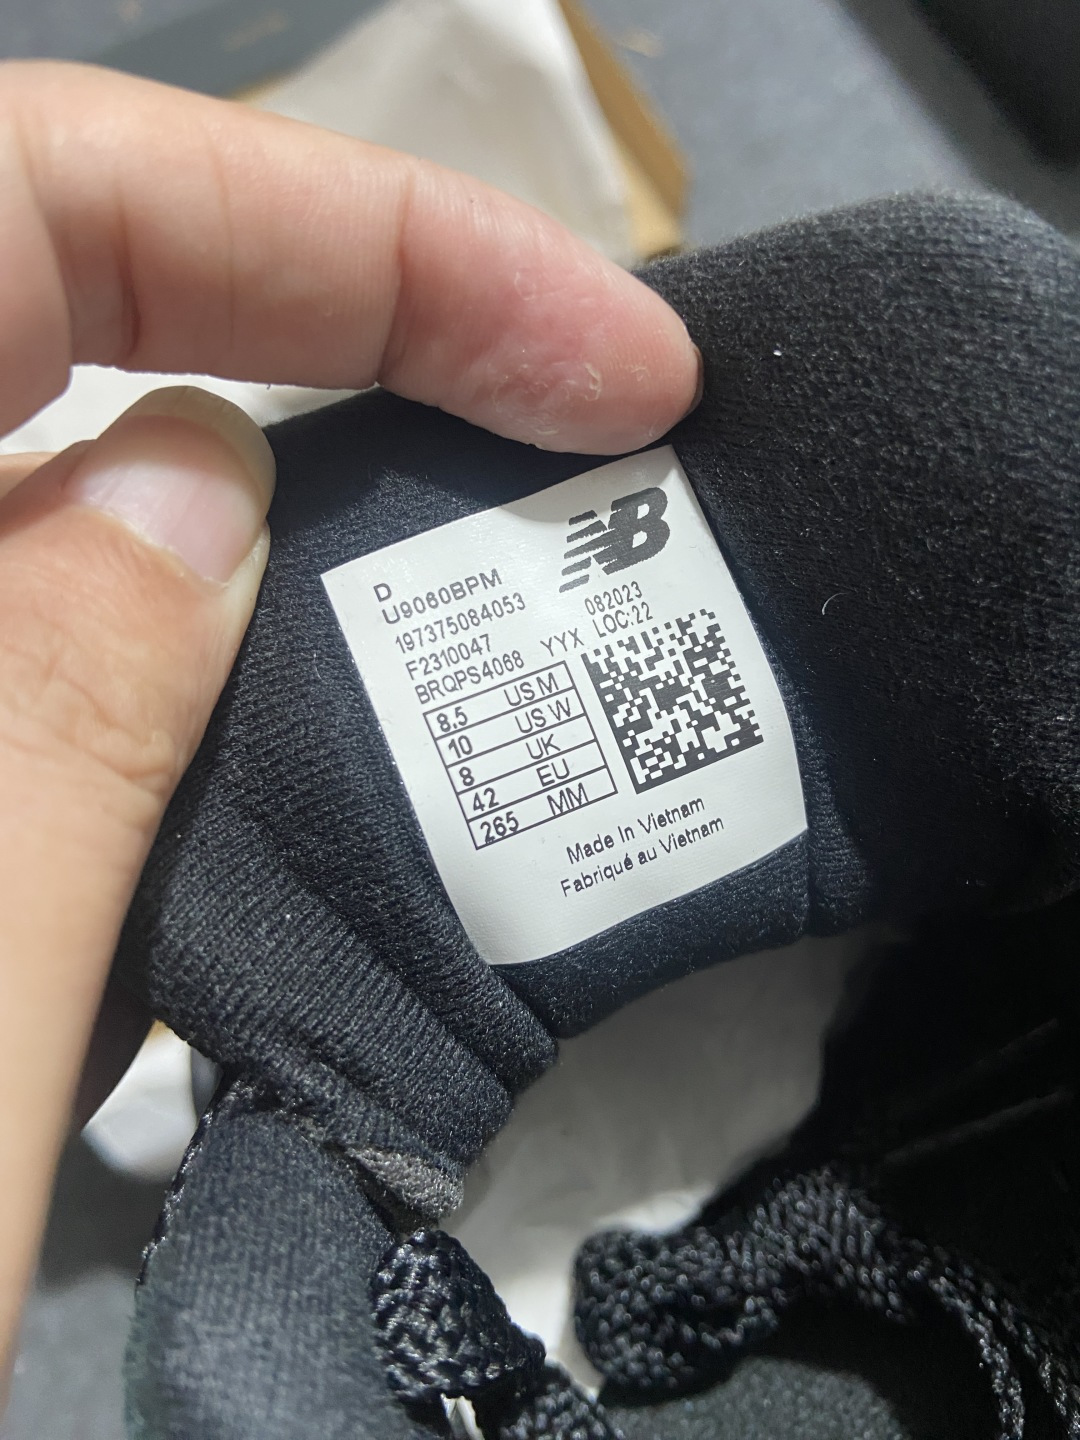 NB
D
U9060BPM
197375084053
F2310047
BRQPS4068 YYX
082023
LOC:22
8.5 US M
10 US W
8 UK
42 EU
265 MM
Made In Vietnam
Fabriqué au Vietnam